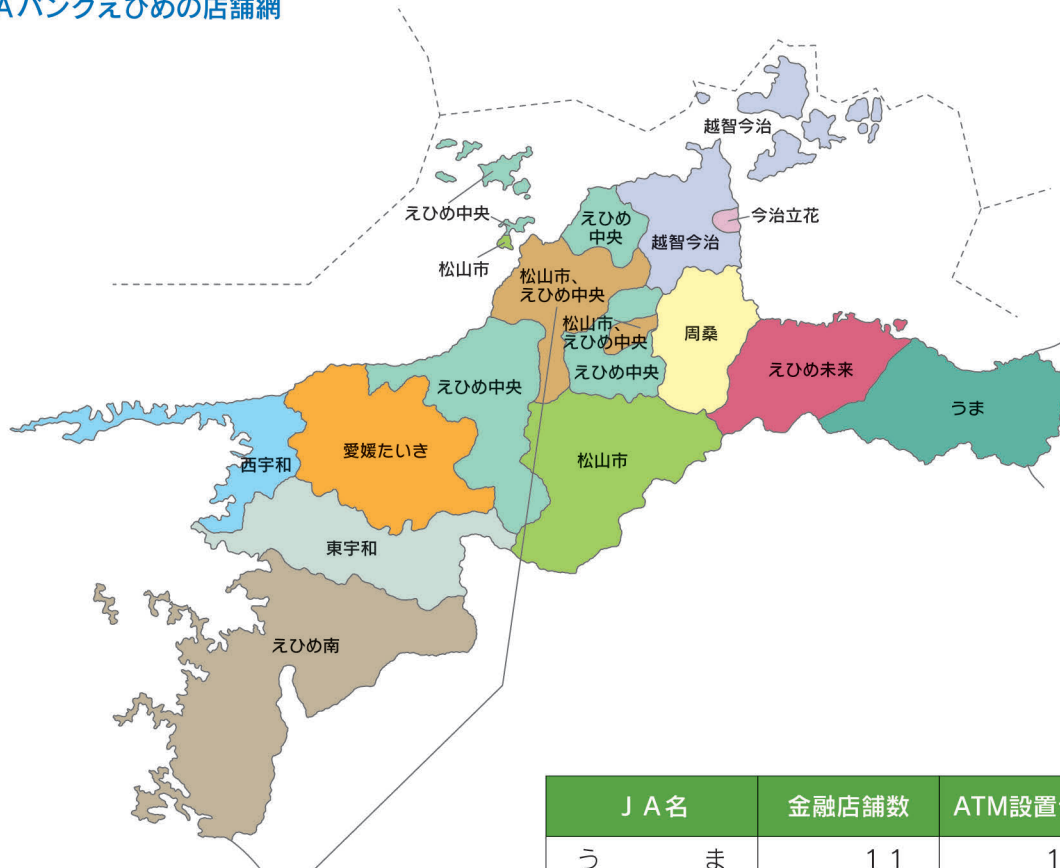 Aバンクえひめの店舗網
越智今治
えひめ中央
えひめ
中央
今治立花
越智今治
松山市
松山市、
えひめ中央
松山市、
えひめ中央
周桑
えひめ中央
えひめ中央
えひめ未来
うま
愛媛たいき
西宇和
松山市
東宇和
えひめ南
JA名 金融店舗数 ATM設置
うま 11 1